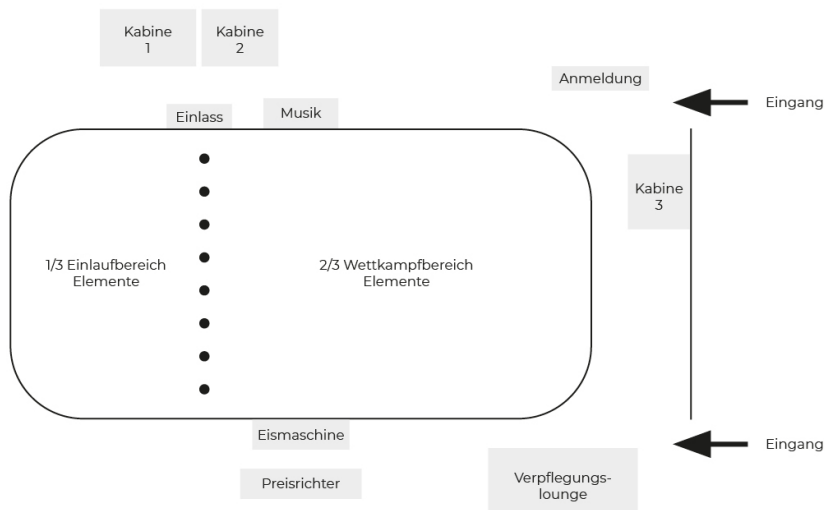 Kabine
1
Kabine
2
Anmeldung
Eingang
Einlass
Musik
Kabine
3
1/3 Einlaufbereich
Elemente
2/3 Wettkampfbereich
Elemente
Eismaschine
Eingang
Preisrichter
Verpflegungs-
lounge